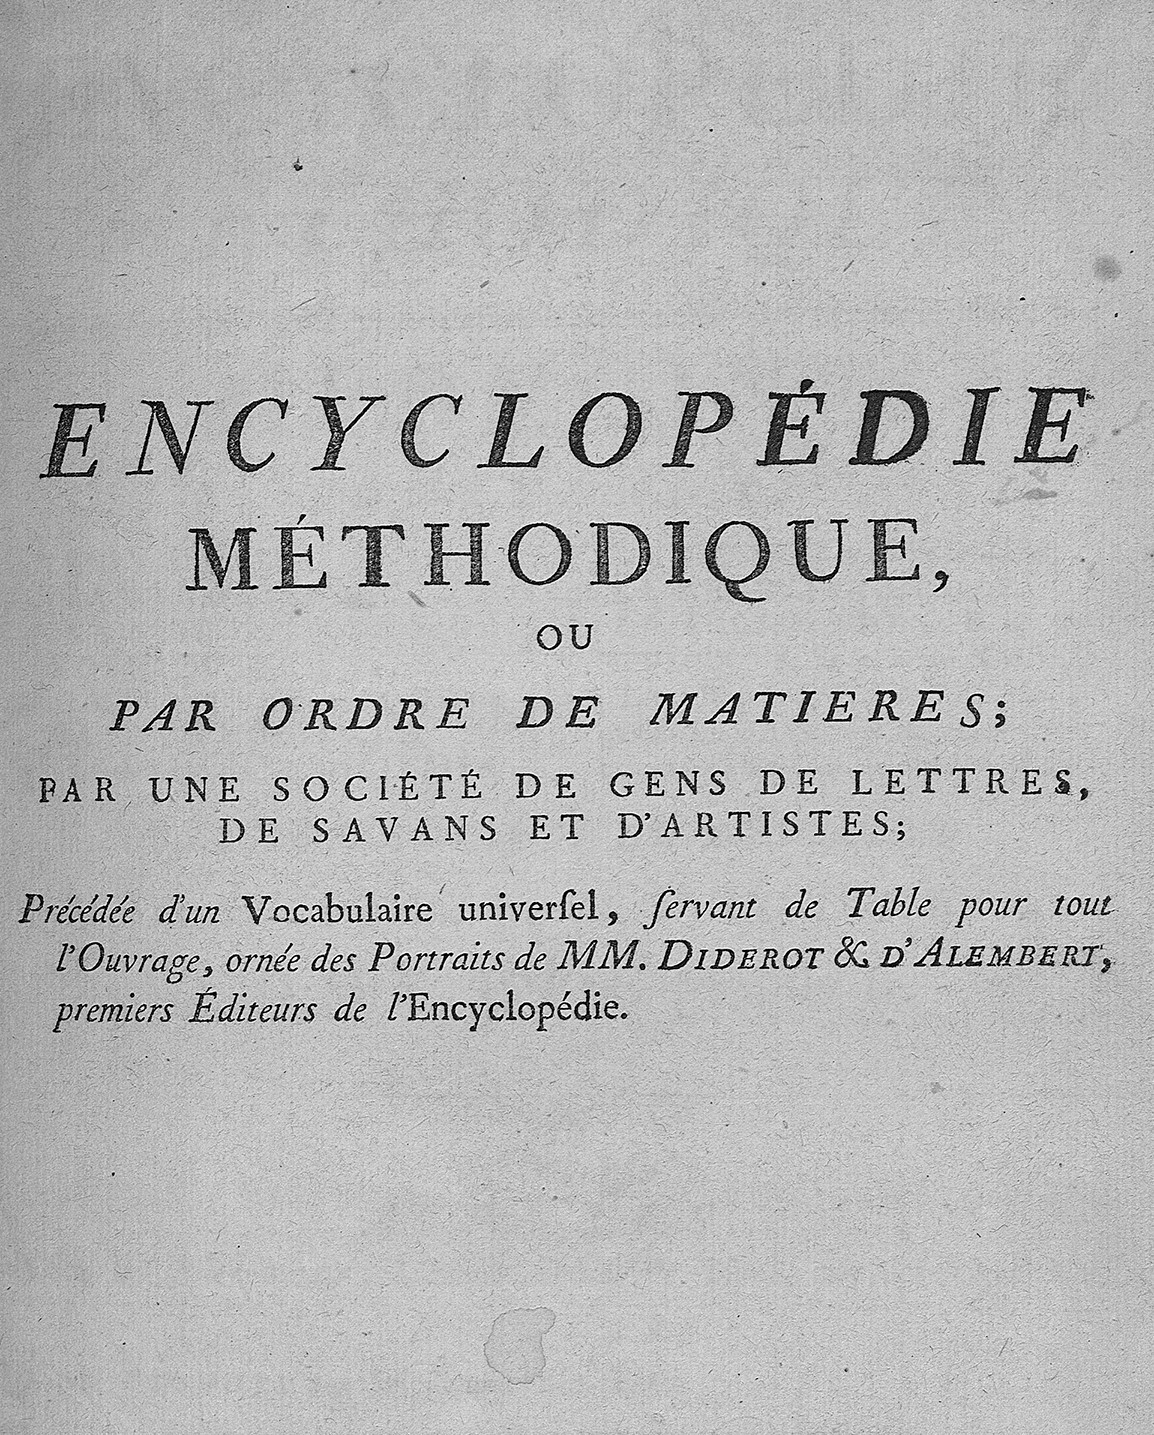 ENCYCLOPÉDIE
MÉTHODIQUE,
OU
PAR ORDRE DE MATIERES;
PAR UNE SOCIÉTÉ DE GENS DE LETTRES,
DE SAVANS ET D'ARTISTES;
Précédée d'un Vocabulaire univerſel, ſervant de Table pour tout
l'Ouvrage, ornée des Portraits de MM. DIDEROT & D'ALEMBERT,
premiers Éditeurs de l'Encyclopédie.